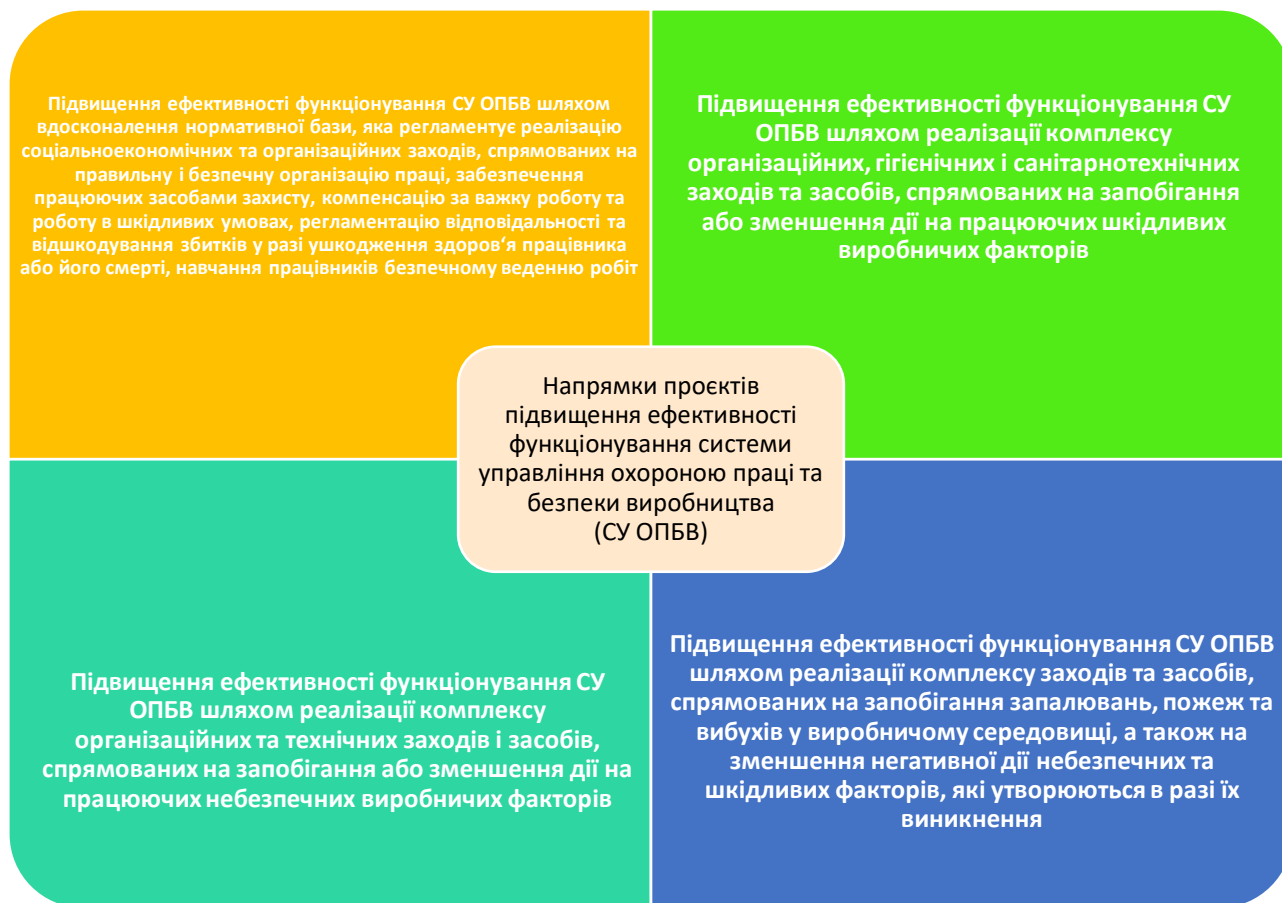 Підвищення ефективності функціонування СУ ОПБВ шляхом
вдосконалення нормативної бази, яка регламентує реалізацію
соціальноекономічних та організаційних заходів, спрямованих на
правильну і безпечну організацію праці, забезпечення
працюючих засобами захисту, компенсацію за важку роботу та
роботу в шкідливих умовах, регламентацію відповідальності та
відшкодування збитків у разі ушкодження здоров’я працівника
або його смерті, навчання працівників безпечному веденню робіт
Підвищення ефективності функціонування СУ
ОПБВ шляхом реалізації комплексу
організаційних, гігієнічних і санітарнотехнічних
заходів та засобів, спрямованих на запобігання
або зменшення дії на працюючих шкідливих
виробничих факторів
Напрямки проєктів
підвищення ефективності
функціонування системи
управління охороною праці та
безпеки виробництва
(СУ ОПБВ)
Підвищення ефективності функціонування СУ
ОПБВ шляхом реалізації комплексу
організаційних та технічних заходів і засобів,
спрямованих на запобігання або зменшення дії на
працюючих небезпечних виробничих факторів
Підвищення ефективності функціонування СУ ОПБВ
шляхом реалізації комплексу заходів та засобів,
спрямованих на запобігання запалювань, пожеж та
вибухів у виробничому середовищі, а також на
зменшення негативної дії небезпечних та
шкідливих факторів, які утворюються в разі їх
виникнення